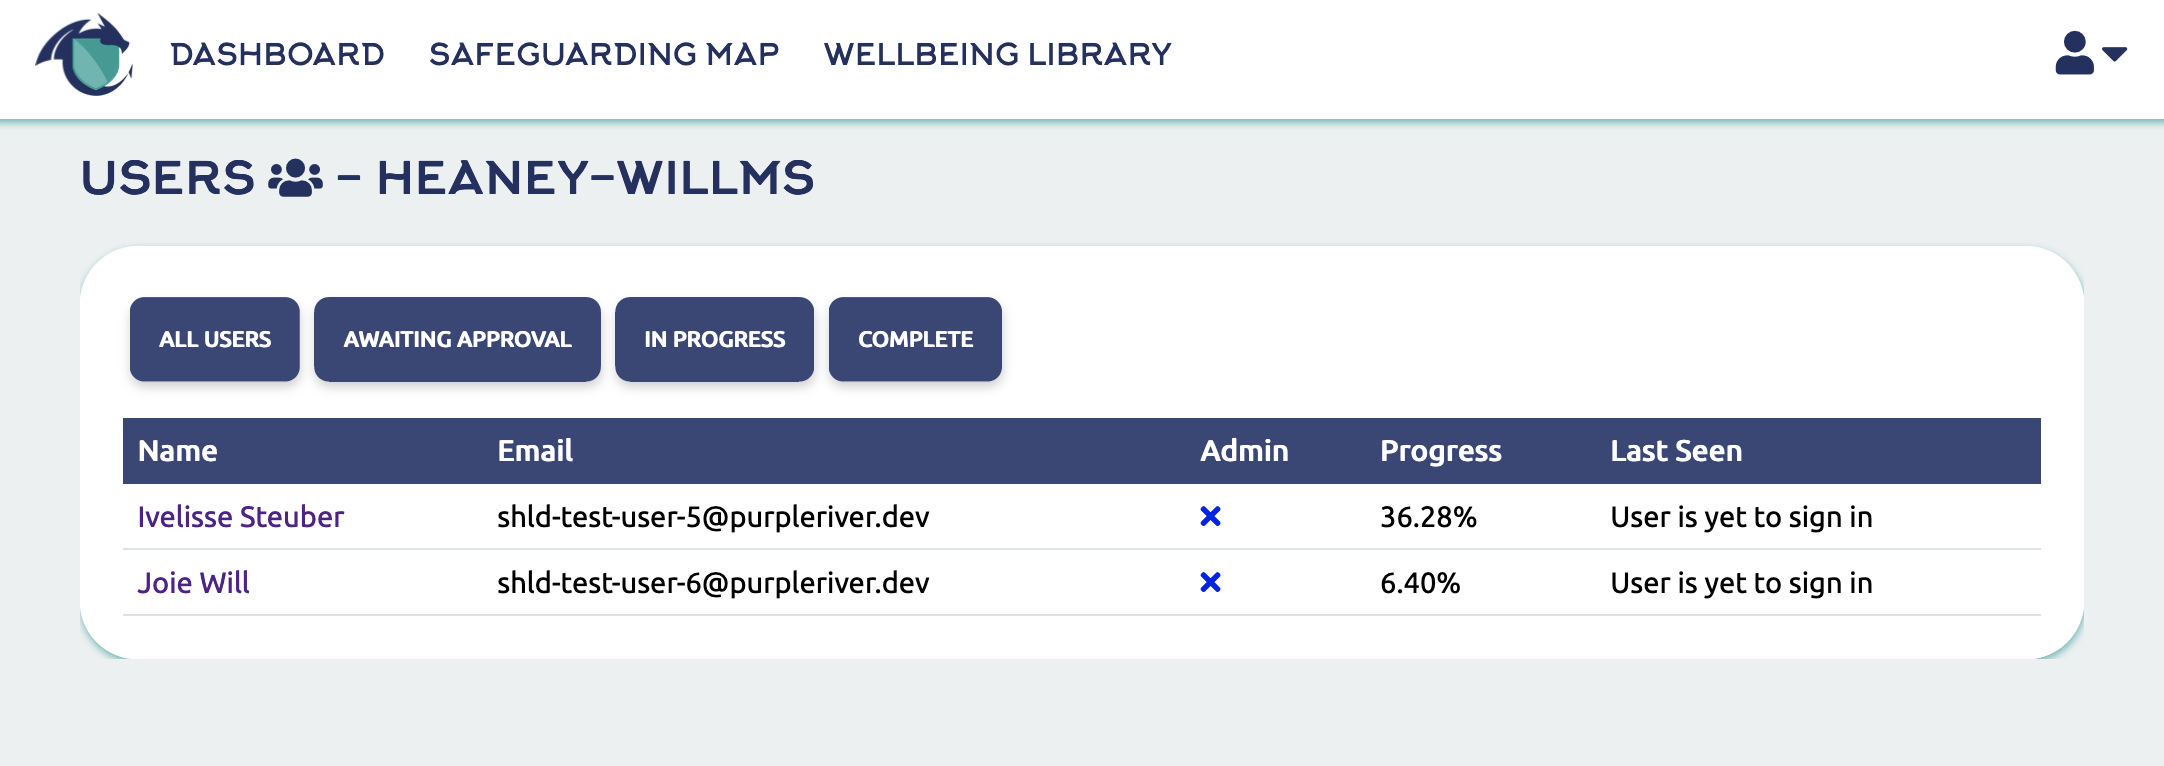 DASHBOARD SAFEGUARDING MAP WELLBEING LIBRARY
USERS - HEANEY-WILLMS
ALL USERS AWAITING APPROVAL IN PROGRESS COMPLETE
Name Email Admin Progress Last Seen
Ivelisse Steuber shld-test-user-5@purpleriver.dev 36.28% User is yet to sign in
Joie Will shld-test-user-6@purpleriver.dev 6.40% User is yet to sign in